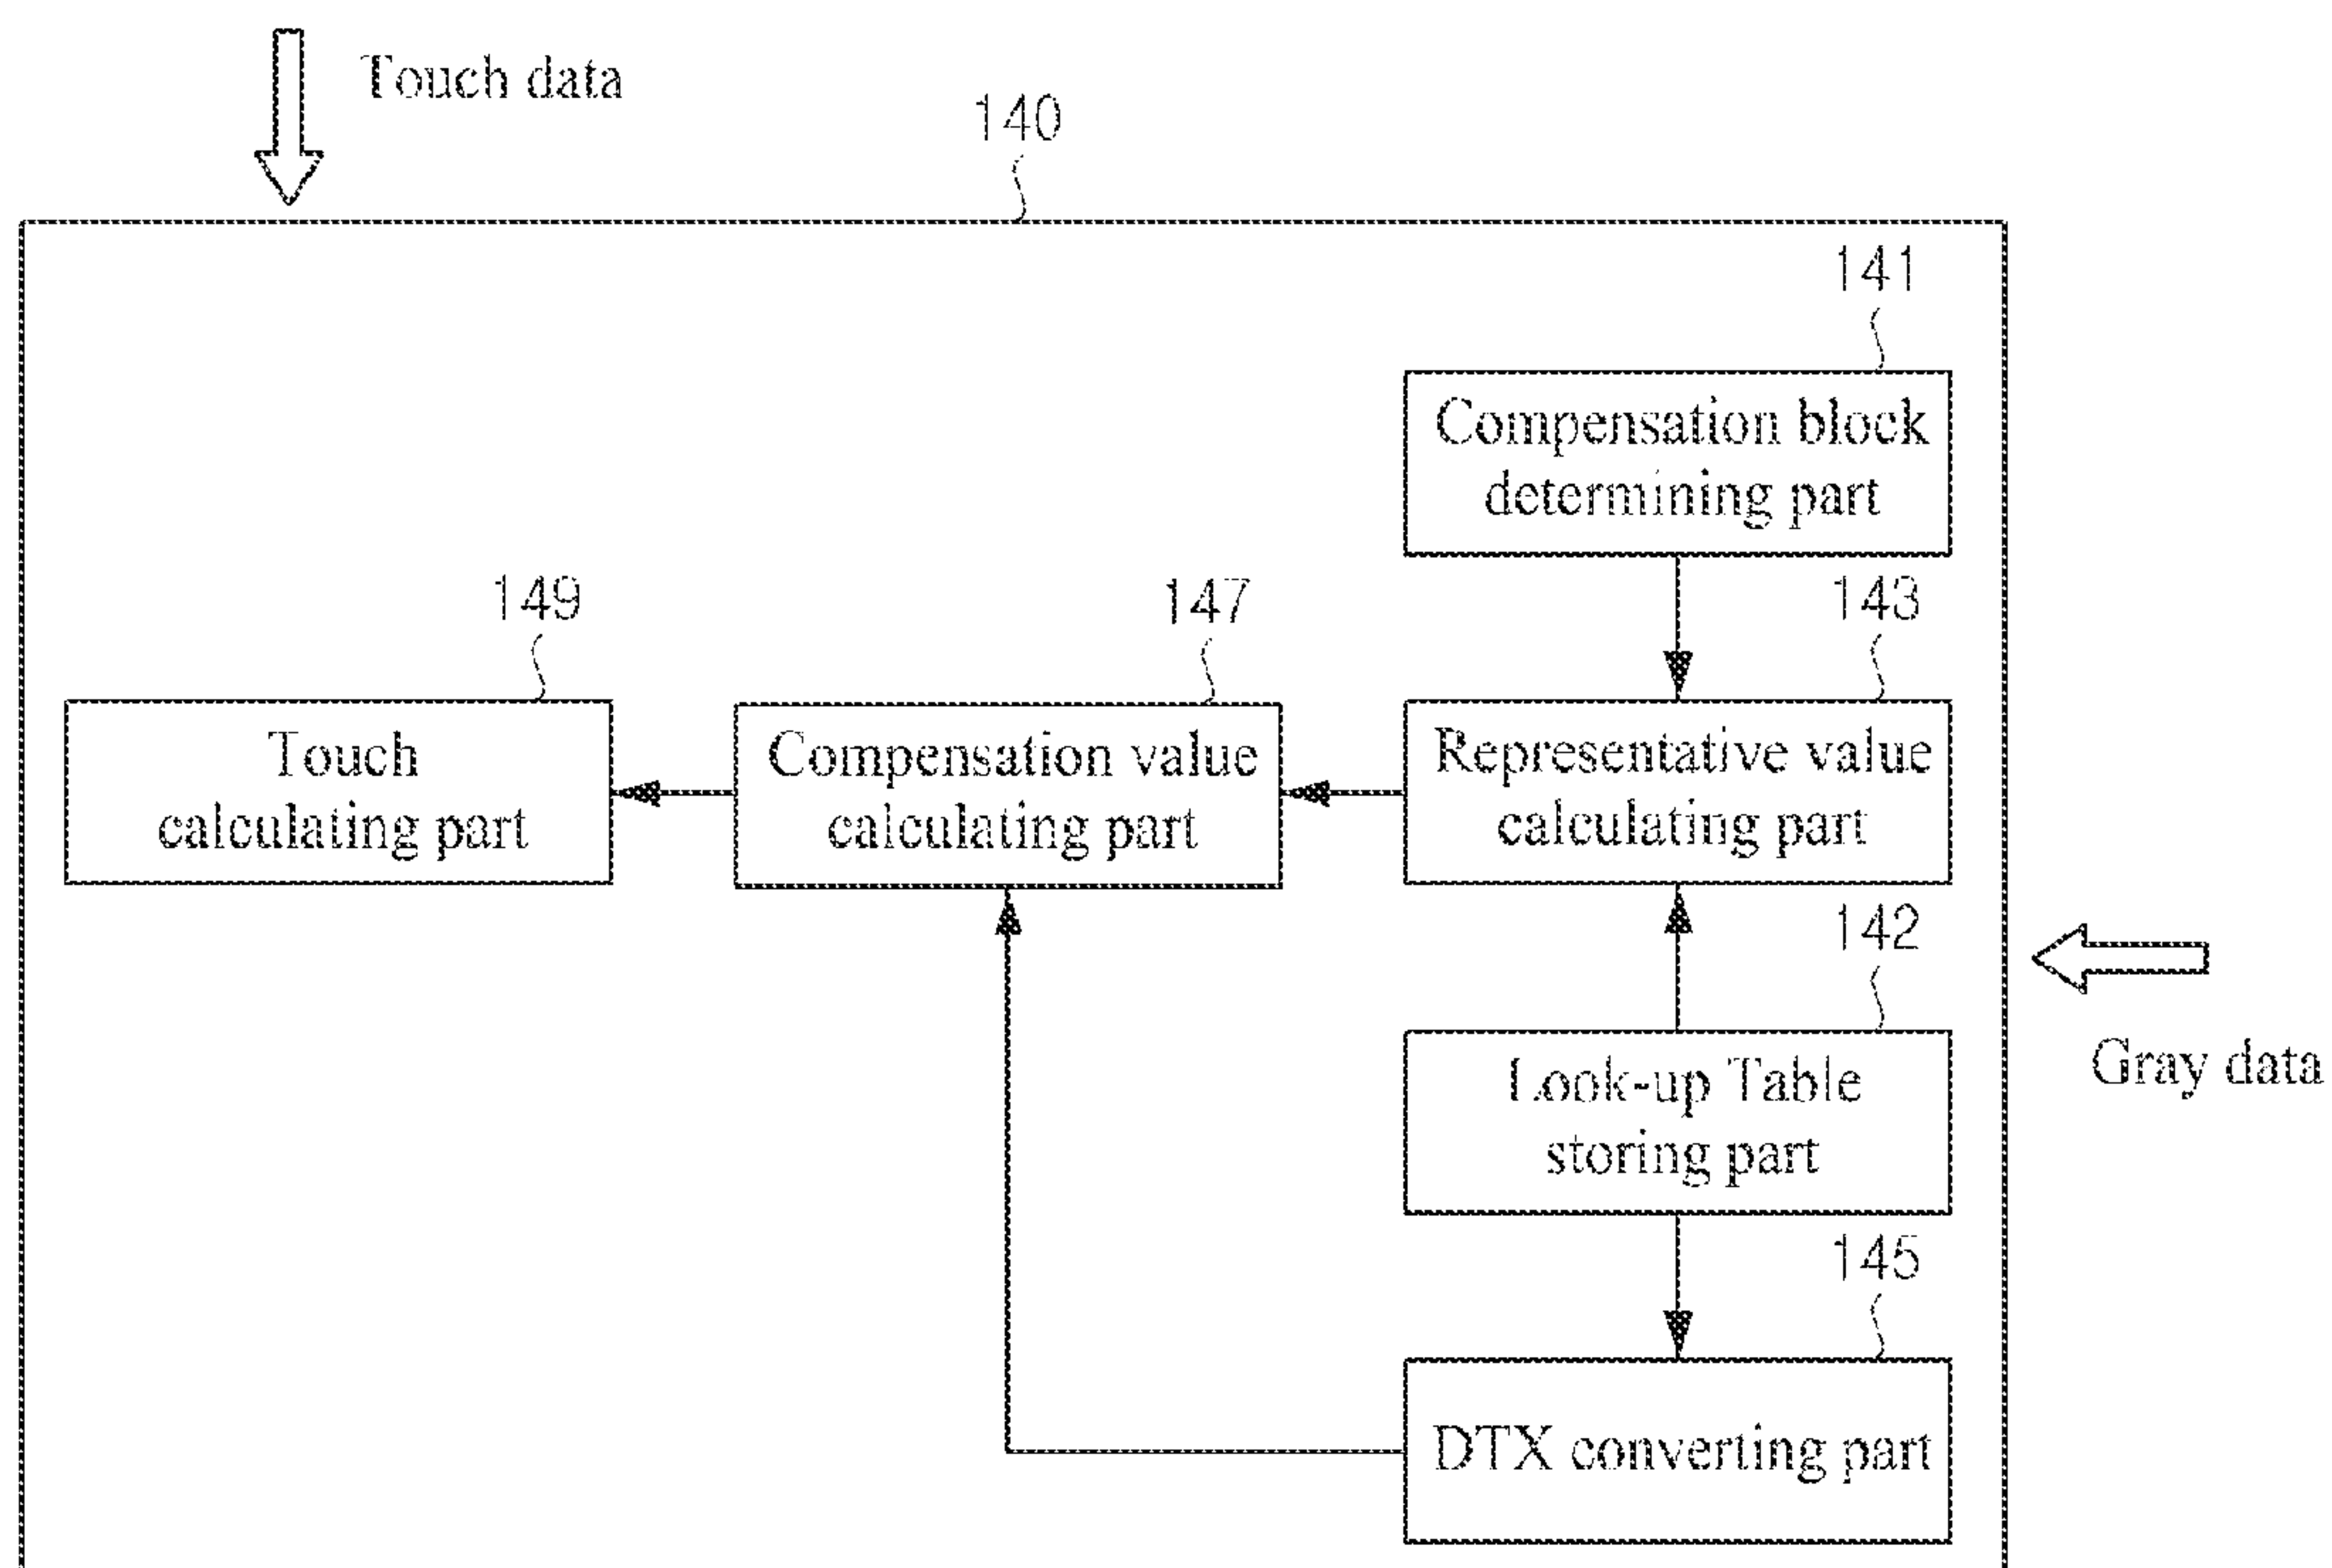 Touch data
140
141
Compensation block
determining part
149
147
143
Touch
calculating part
Compensation value
calculating part
Representative value
calculating part
142
Gray data
Look-up Table
storing part
145
DTX converting part